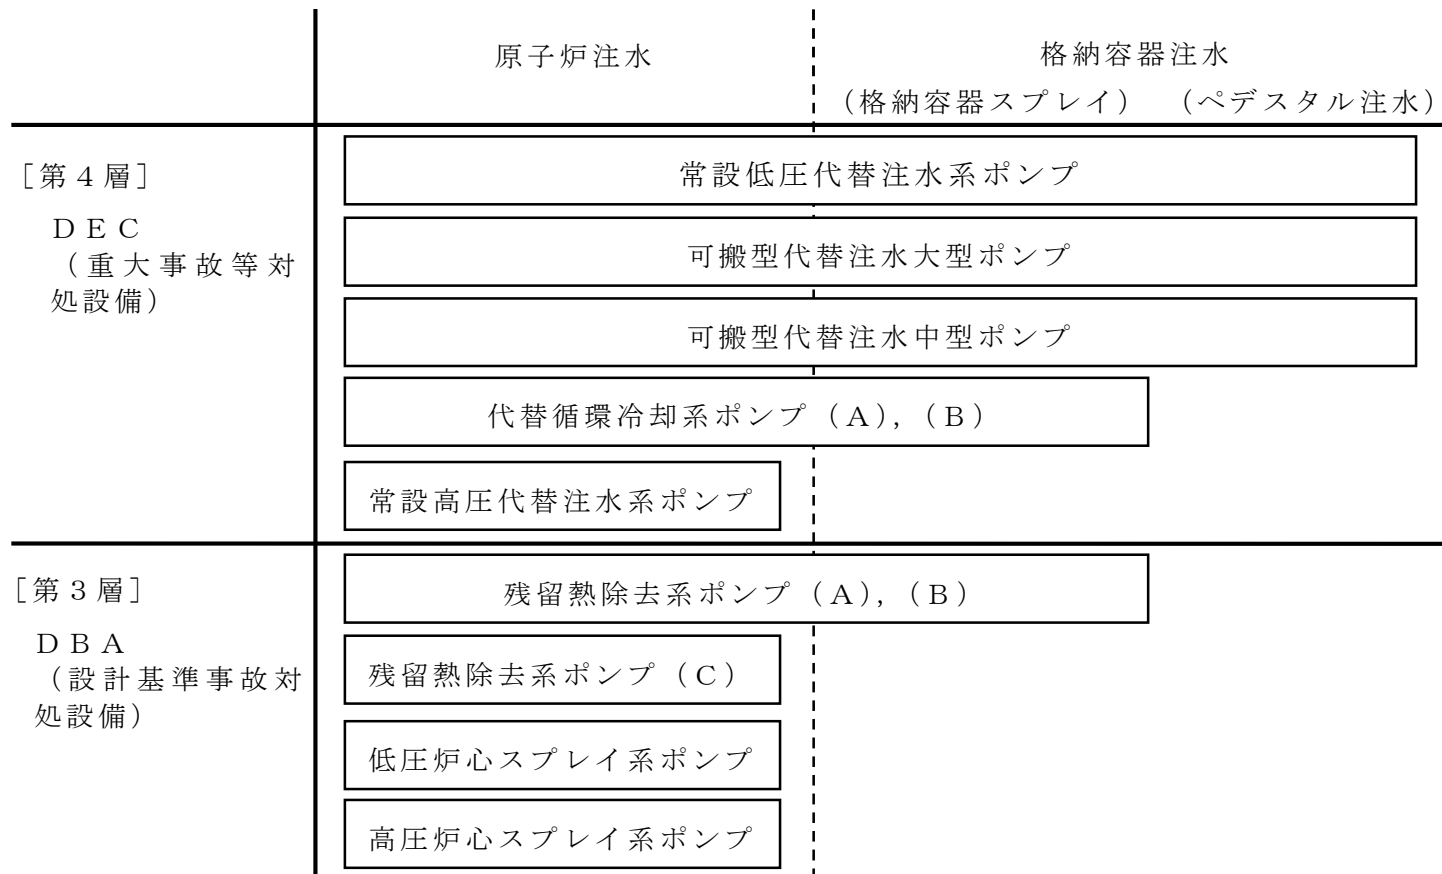 原子炉注水
格納容器注水
（格納容器スプレイ）　（ペデスタル注水）
［第４層］
ＤＥＣ
（重大事故等対
処設備）
常設低圧代替注水系ポンプ
可搬型代替注水大型ポンプ
可搬型代替注水中型ポンプ
代替循環冷却系ポンプ（Ａ），（Ｂ）
常設高圧代替注水系ポンプ
［第３層］
ＤＢＡ
（設計基準事故対
処設備）
残留熱除去系ポンプ（Ａ），（Ｂ）
残留熱除去系ポンプ（Ｃ）
低圧炉心スプレイ系ポンプ
高圧炉心スプレイ系ポンプ